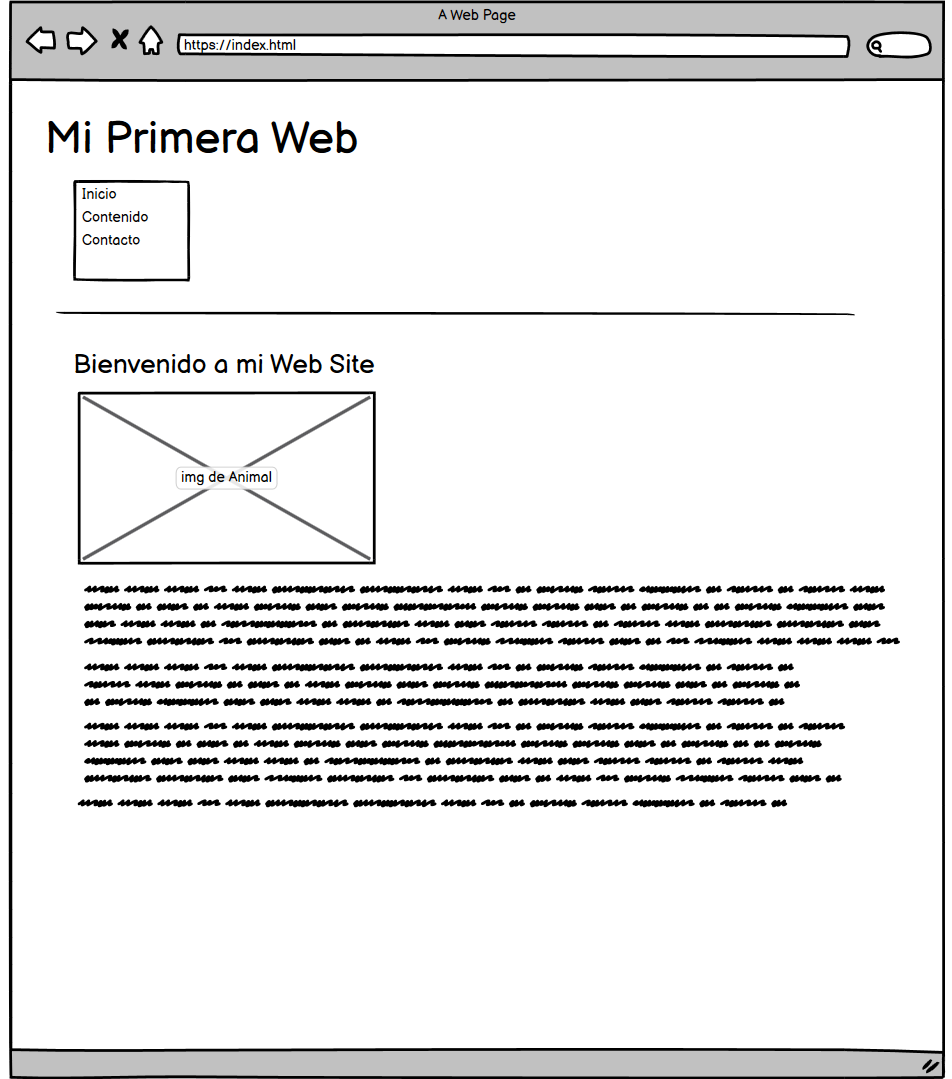 A Web Page
https://index.html
Mi Primera Web
Inicio
Contenido
Contacto
Bienvenido a mi Web Site
img de Animal